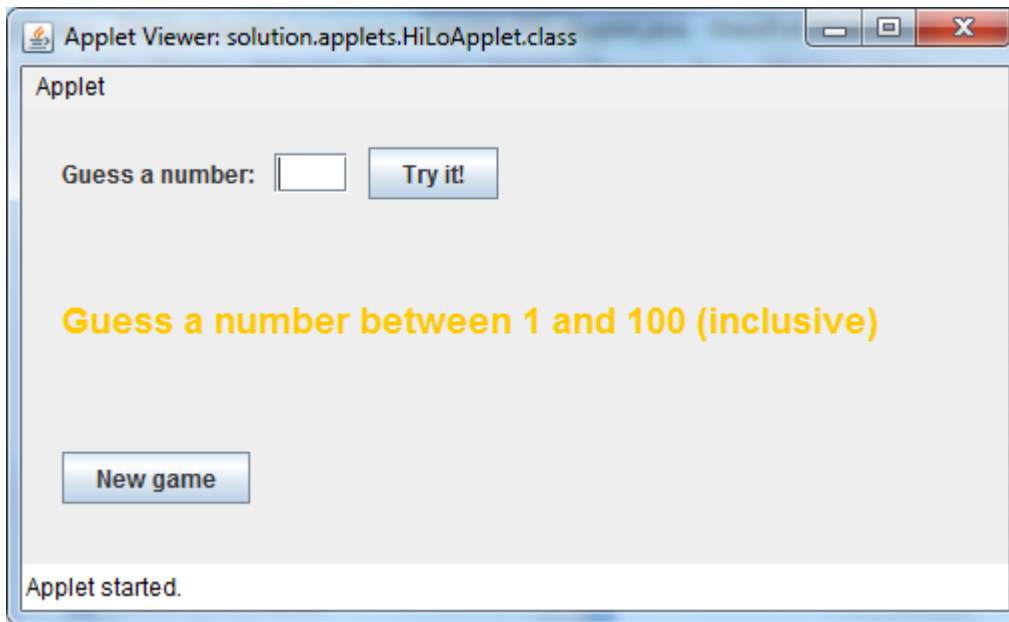 Applet Viewer: solution.applets.HiLoApplet.class
Applet
Guess a number: Try it!
Guess a number between 1 and 100 (inclusive)
New game
Applet started.